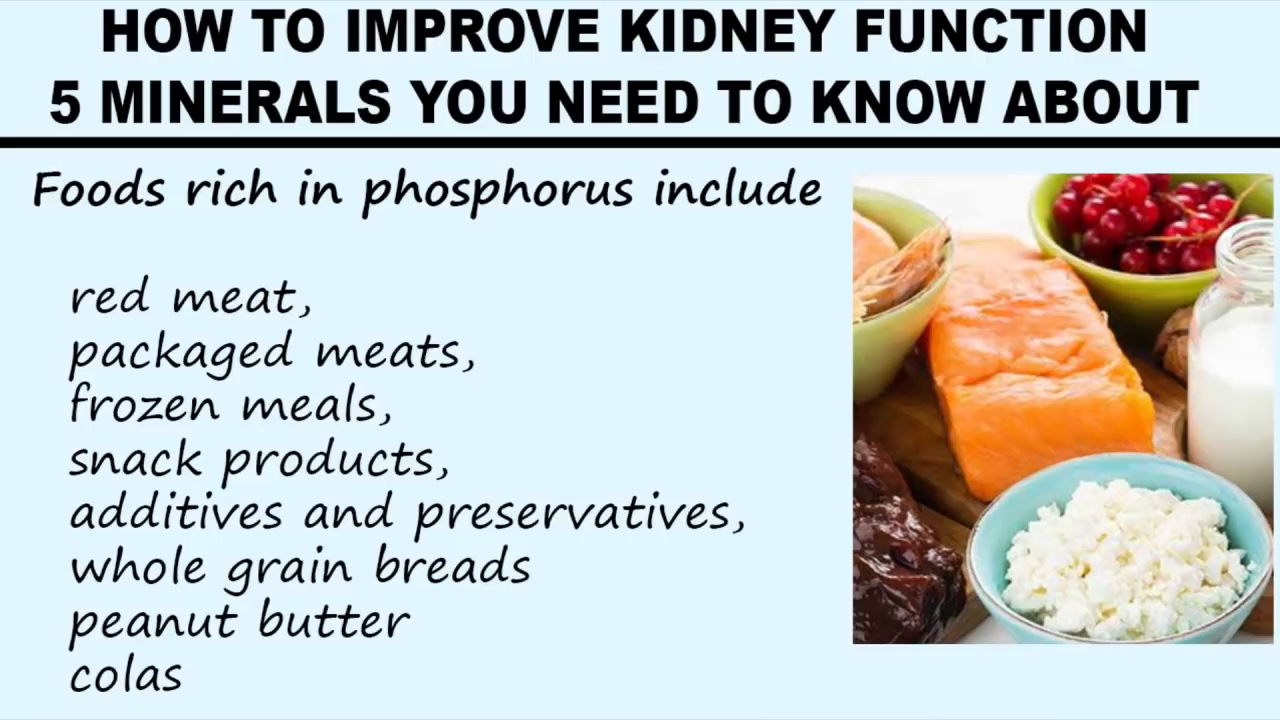 HOW TO IMPROVE KIDNEY FUNCTION
5 MINERALS YOU NEED TO KNOW ABOUT
Foods rich in phosphorus include
red meat,
packaged meats,
frozen meals,
snack products,
additives and preservatives,
whole grain breads
peanut butter
colas